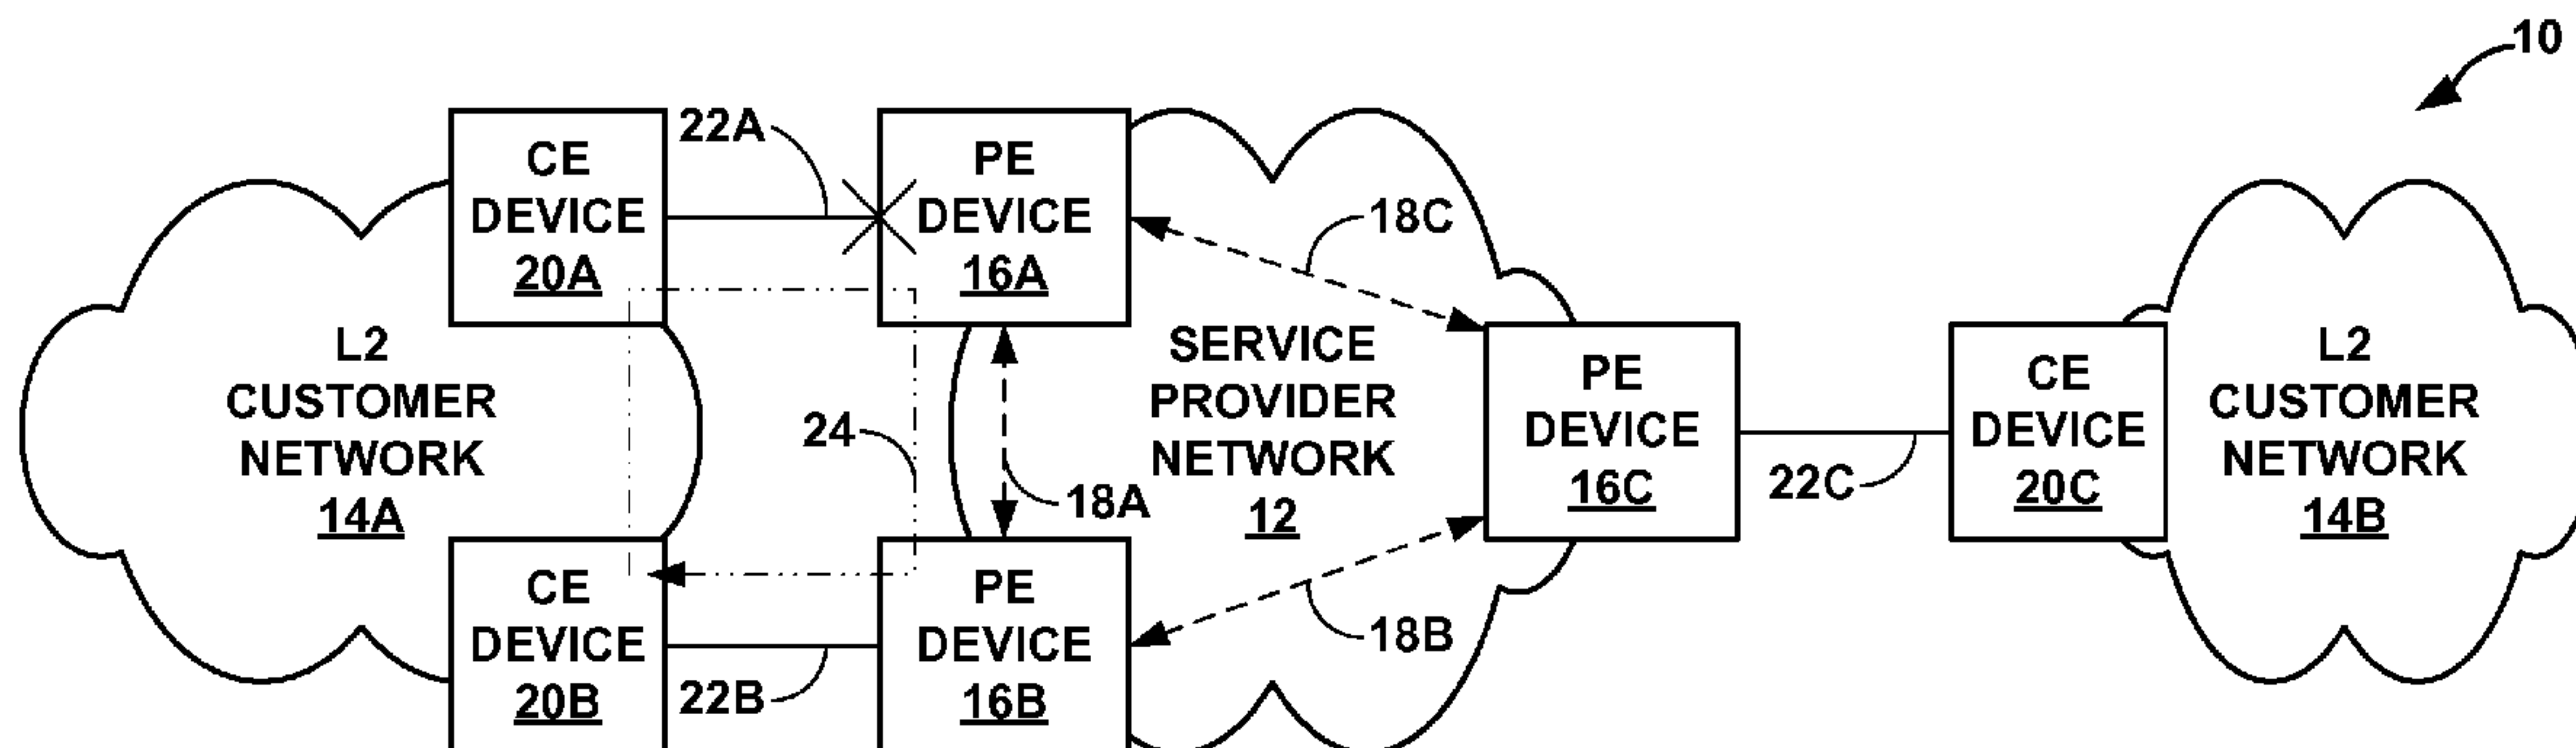 10
CE
DEVICE
20A
22A
PE
DEVICE
16A
18C
L2
CUSTOMER
NETWORK
14A
24
18A
SERVICE
PROVIDER
NETWORK
12
PE
DEVICE
16C
22C
CE
DEVICE
20C
L2
CUSTOMER
NETWORK
14B
CE
DEVICE
20B
22B
PE
DEVICE
16B
18B